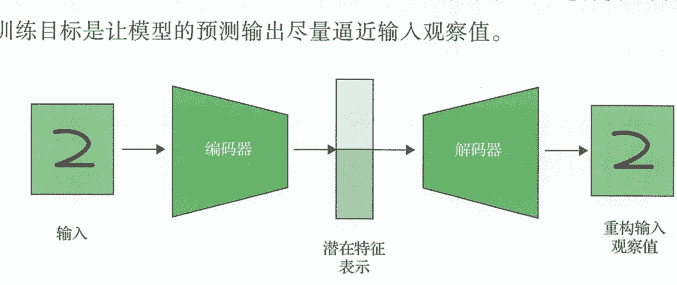 训练目标是让模型的预测输出尽量逼近输入观察值。
2
编码器
解码器
2
输入
潜在特征
表示
重构输入
观察值